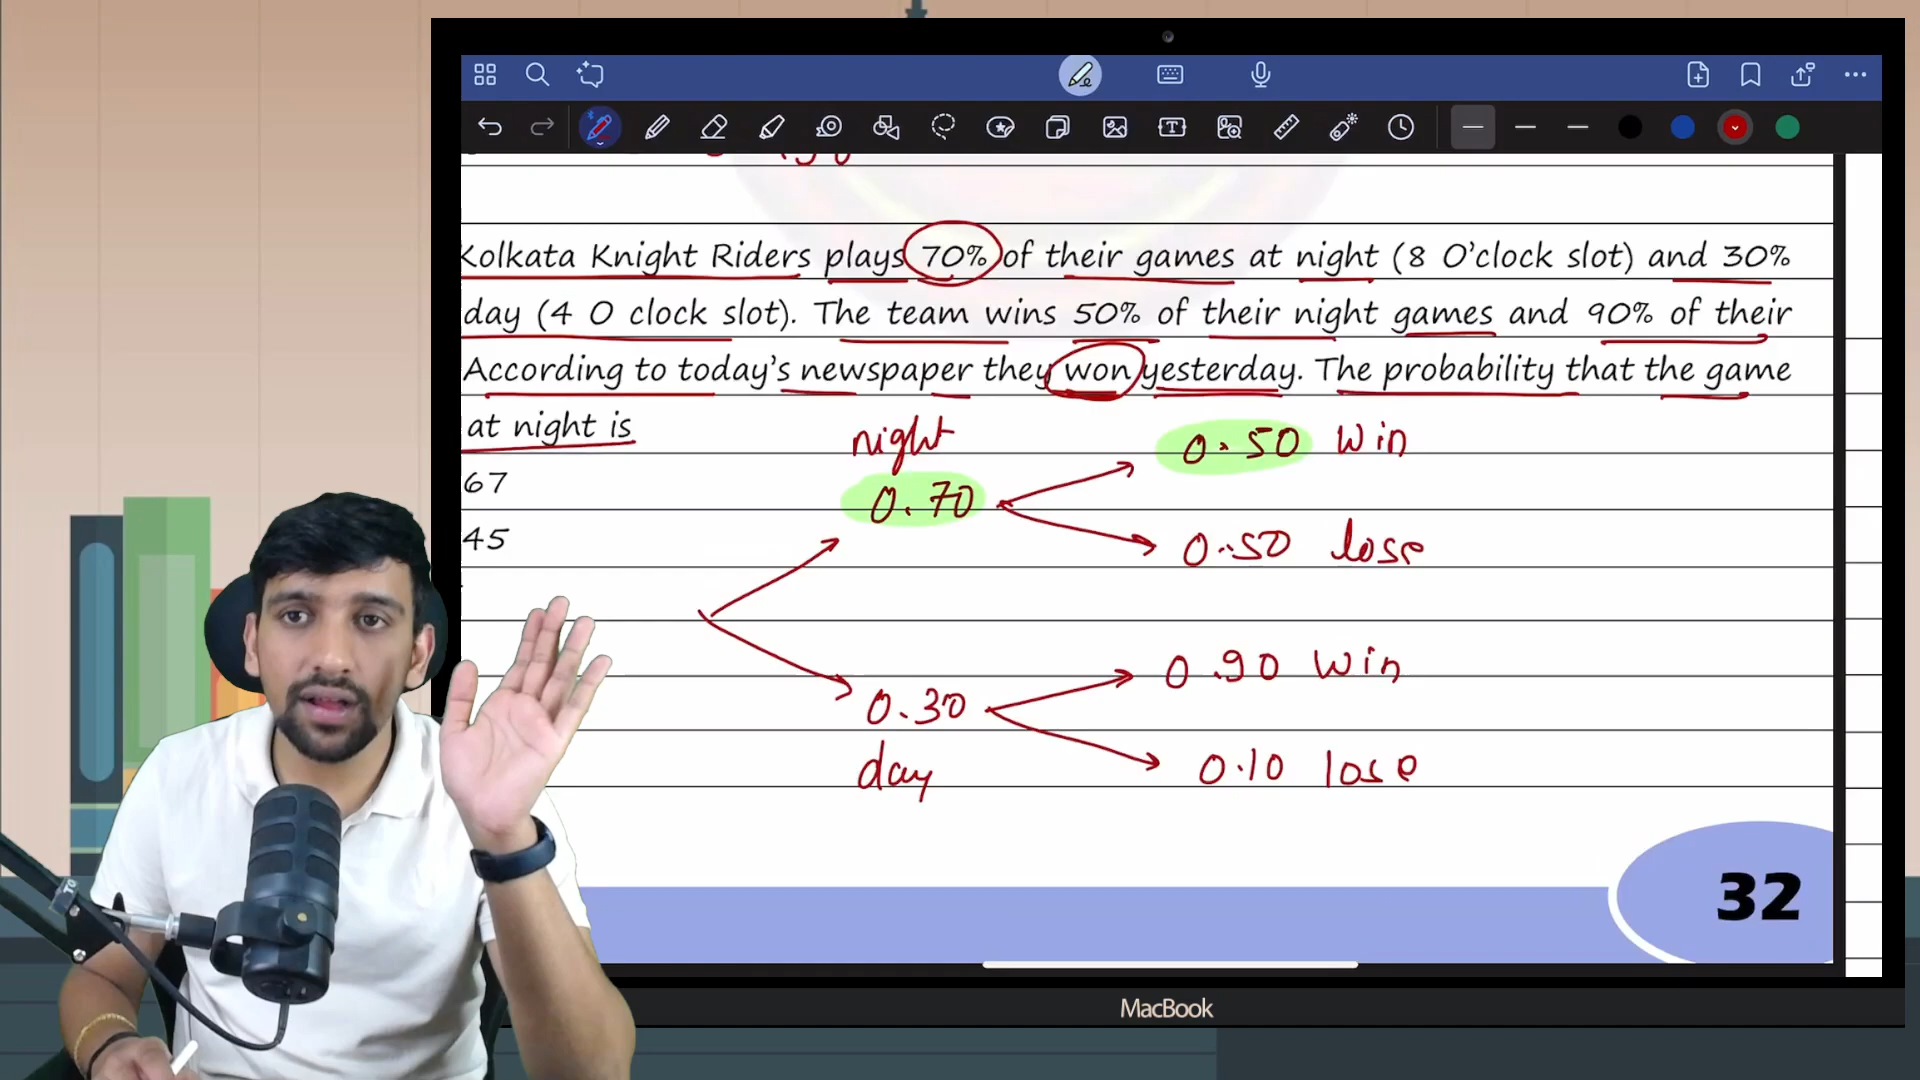 Kolkata Knight Riders plays 70% of their games at night (8 O'clock slot) and 30%
day (4 O clock slot). The team wins 50% of their night games and 90% of their
According to today's newspaper they won yesterday. The probability that the game
at night is
67
45
night
0.70
0.50 Win
0.50 lose
0.30
day
0.90 Win
0.10 lose
32
MacBook